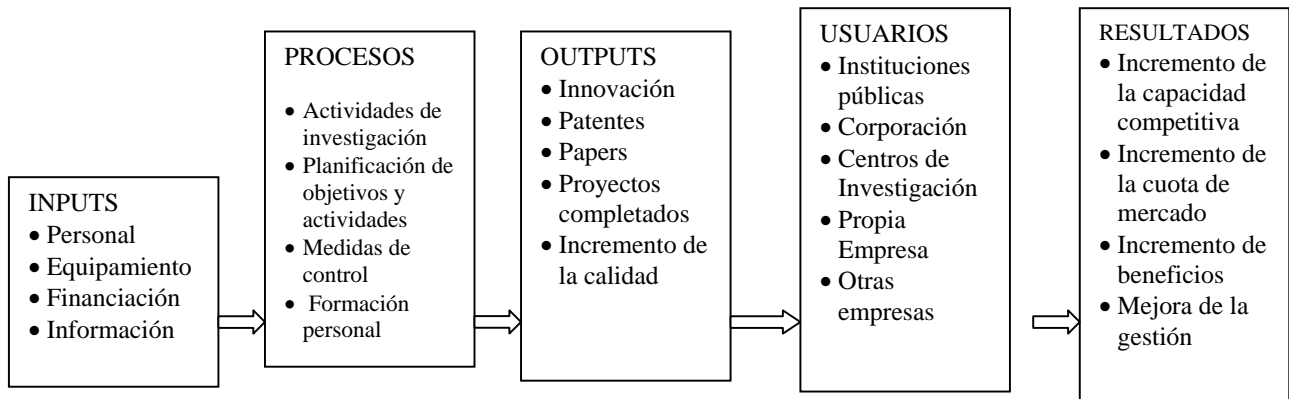 INPUTS
• Personal
• Equipamiento
• Financiación
• Información
PROCESOS
• Actividades de
investigación
• Planificación de
objetivos y
actividades
• Medidas de
control
• Formación
personal
OUTPUTS
• Innovación
• Patentes
• Papers
• Proyectos
completados
• Incremento de
la calidad
USUARIOS
• Instituciones
públicas
• Corporación
• Centros de
Investigación
• Propia
Empresa
• Otras
empresas
RESULTADOS
• Incremento de
la capacidad
competitiva
• Incremento de
la cuota de
mercado
• Incremento de
beneficios
• Mejora de la
gestión